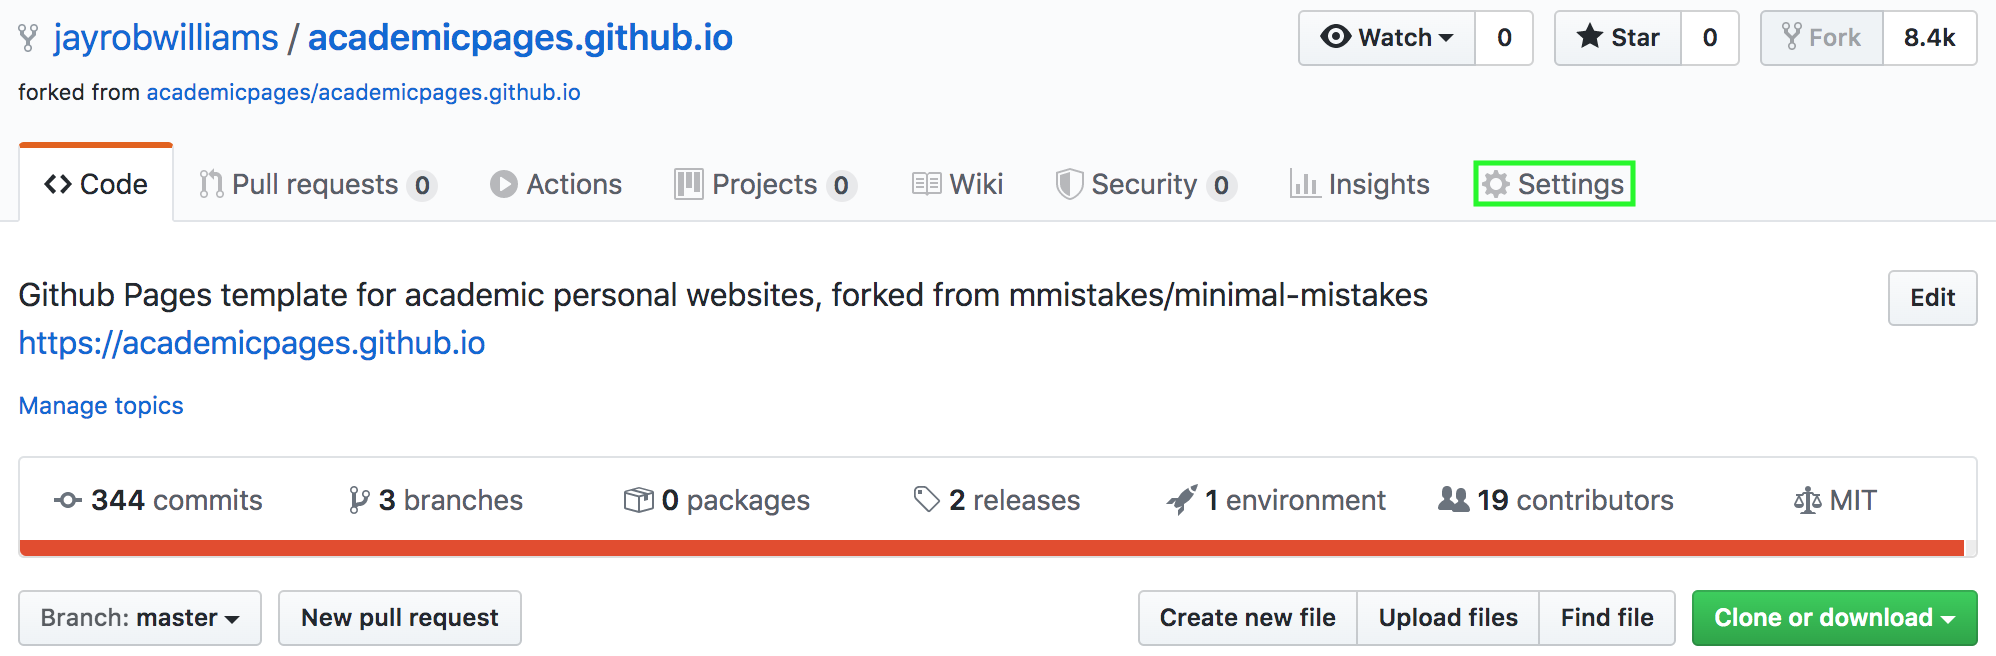 jayrobwilliams / academicpages.github.io Watch 0 Star 0 Fork 8.4k
forked from academicpages/academicpages.github.io
Code Pull requests 0 Actions Projects 0 Wiki Security 0 Insights Settings
Github Pages template for academic personal websites, forked from mmistakes/minimal-mistakes Edit
https://academicpages.github.io
Manage topics
344 commits 3 branches 0 packages 2 releases 1 environment 19 contributors MIT
Branch: master New pull request Create new file Upload files Find file Clone or download